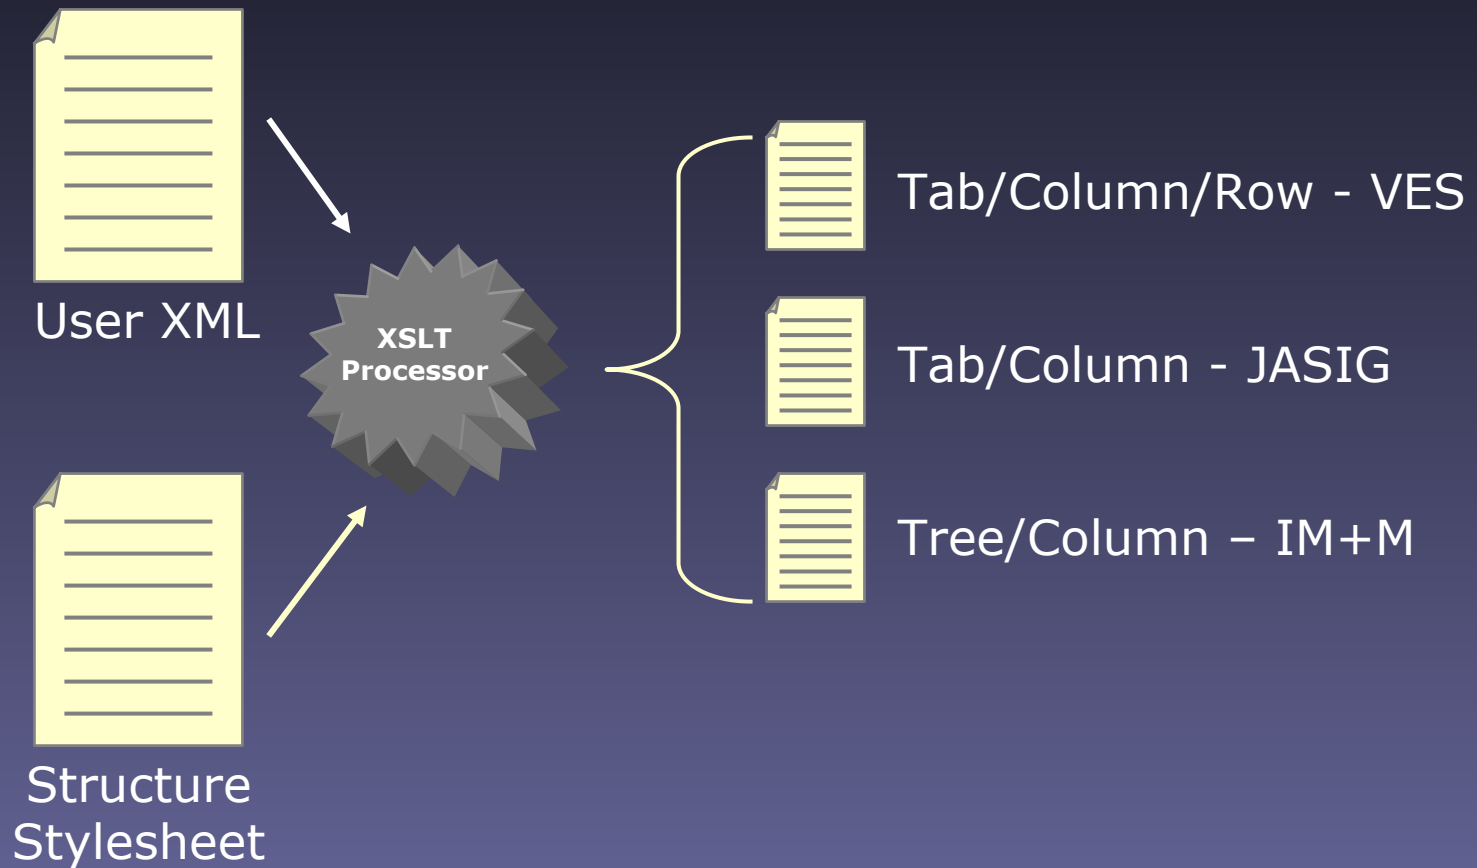 User XML
XSLT
Processor
Structure
Stylesheet
Tab/Column/Row - VES
Tab/Column - JASIG
Tree/Column – IM+M